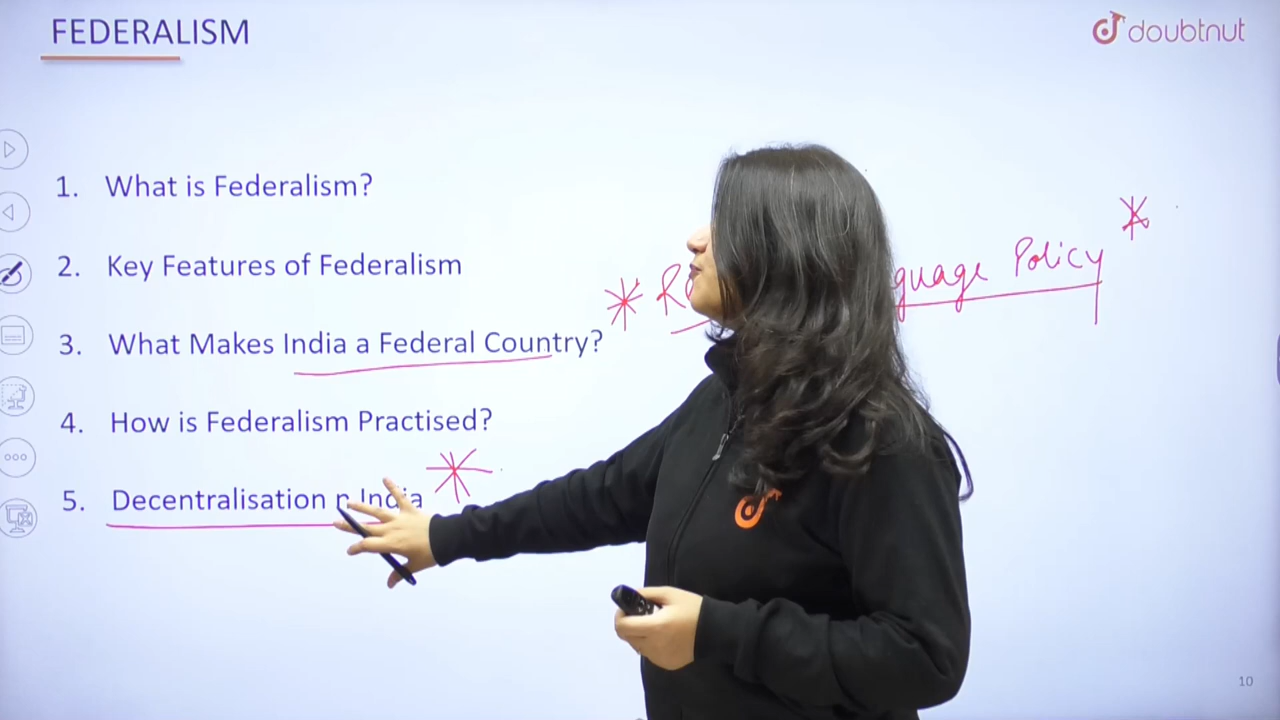 FEDERALISM
doubtnut
1. What is Federalism?
2. Key Features of Federalism
3. What Makes India a Federal Country?
4. How is Federalism Practised?
5. Decentralisation n India
guage Policy
10